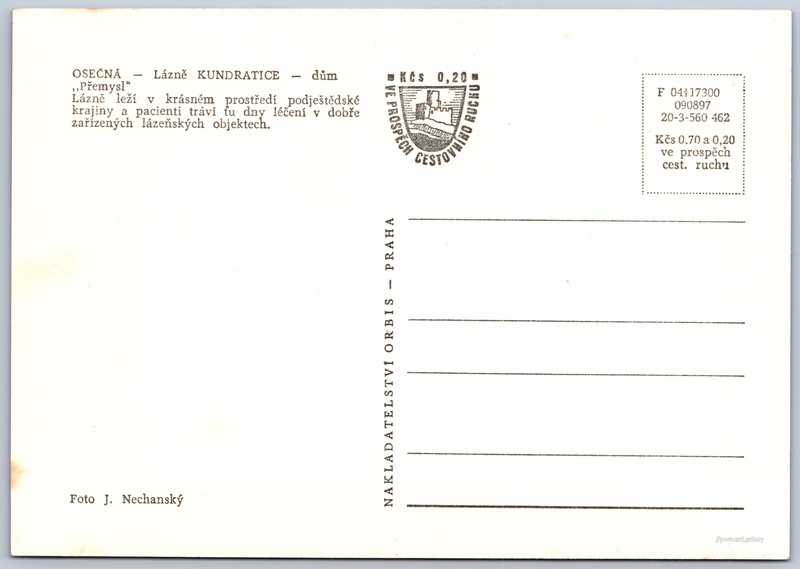 OSEČNÁ — Lázně KUNDRATICE — dům
,,Přemysl“
Lázně leží v krásném prostředí podještědské
krajiny a pacienti tráví tu dny léčení v dobře
zařízených lázeňských objektech.
Kčs 0,20
VE PROSPĚCH CESTOVNÍHO RUCHU
F 04117300
090897
20-3-560 462
Kčs 0.70 a 0,20
ve prospěch
cest. ruchu
NAKLADATELSTVÍ ORBIS — PRAHA
Foto J. Nechanský